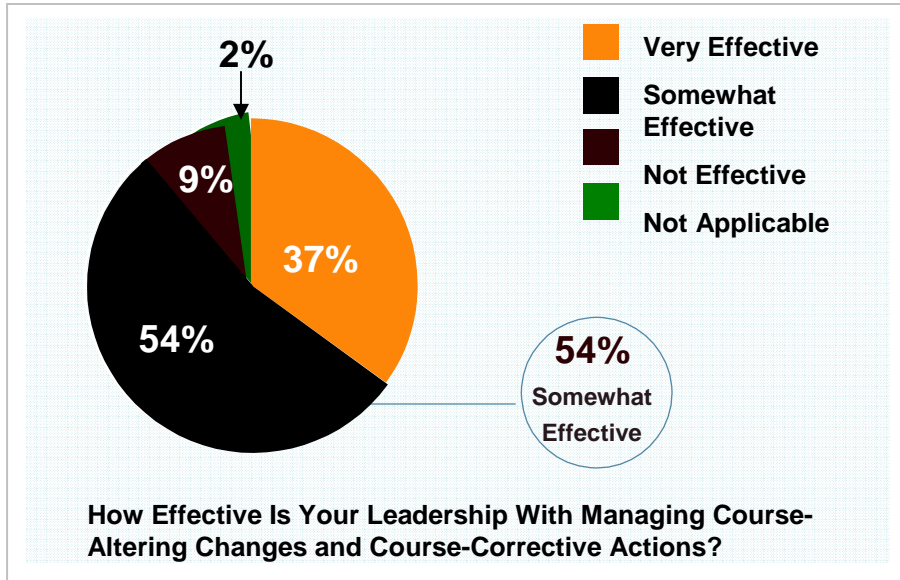 2%
9%
37%
54%
Very Effective
Somewhat
Effective
Not Effective
Not Applicable
54%
Somewhat
Effective
How Effective Is Your Leadership With Managing Course-
Altering Changes and Course-Corrective Actions?